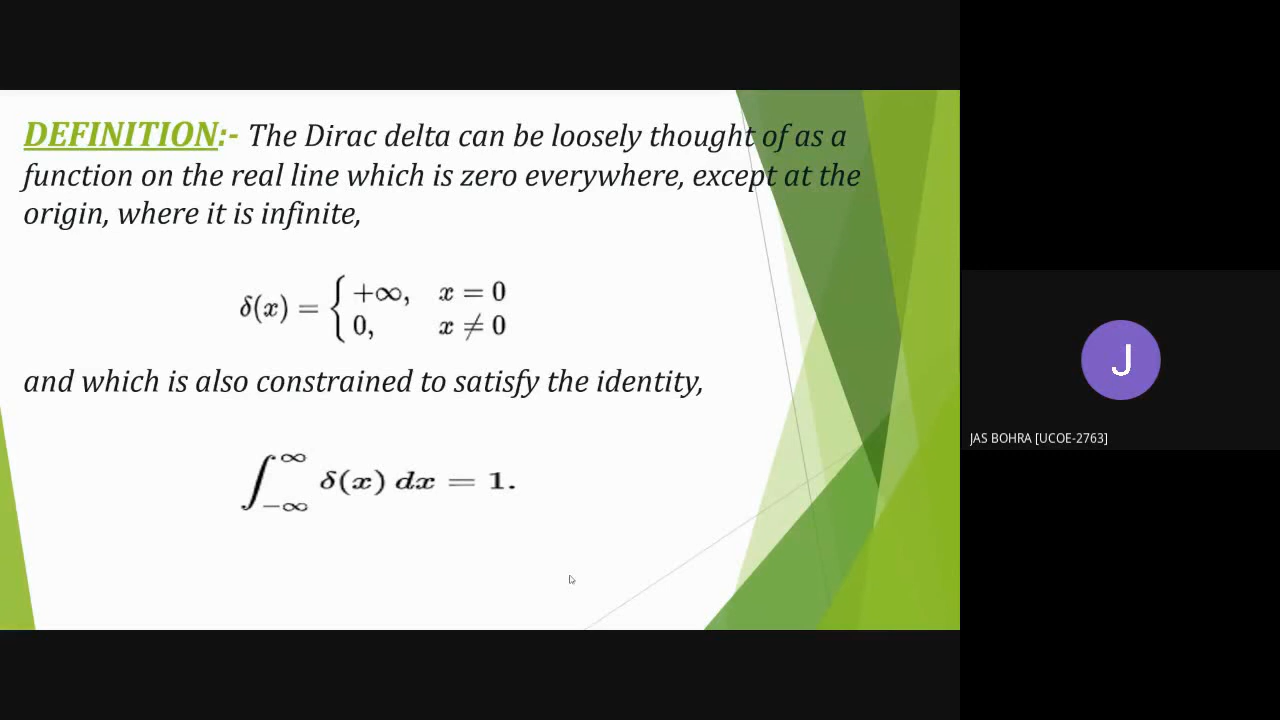 DEFINITION:- The Dirac delta can be loosely thought of as a
function on the real line which is zero everywhere, except at the
origin, where it is infinite,
δ(x) = { +∞, x = 0
0, x ≠ 0
and which is also constrained to satisfy the identity,
∫_{-∞}^{∞} δ(x) dx = 1.
J
JAS BOHRA [UCOE-2763]